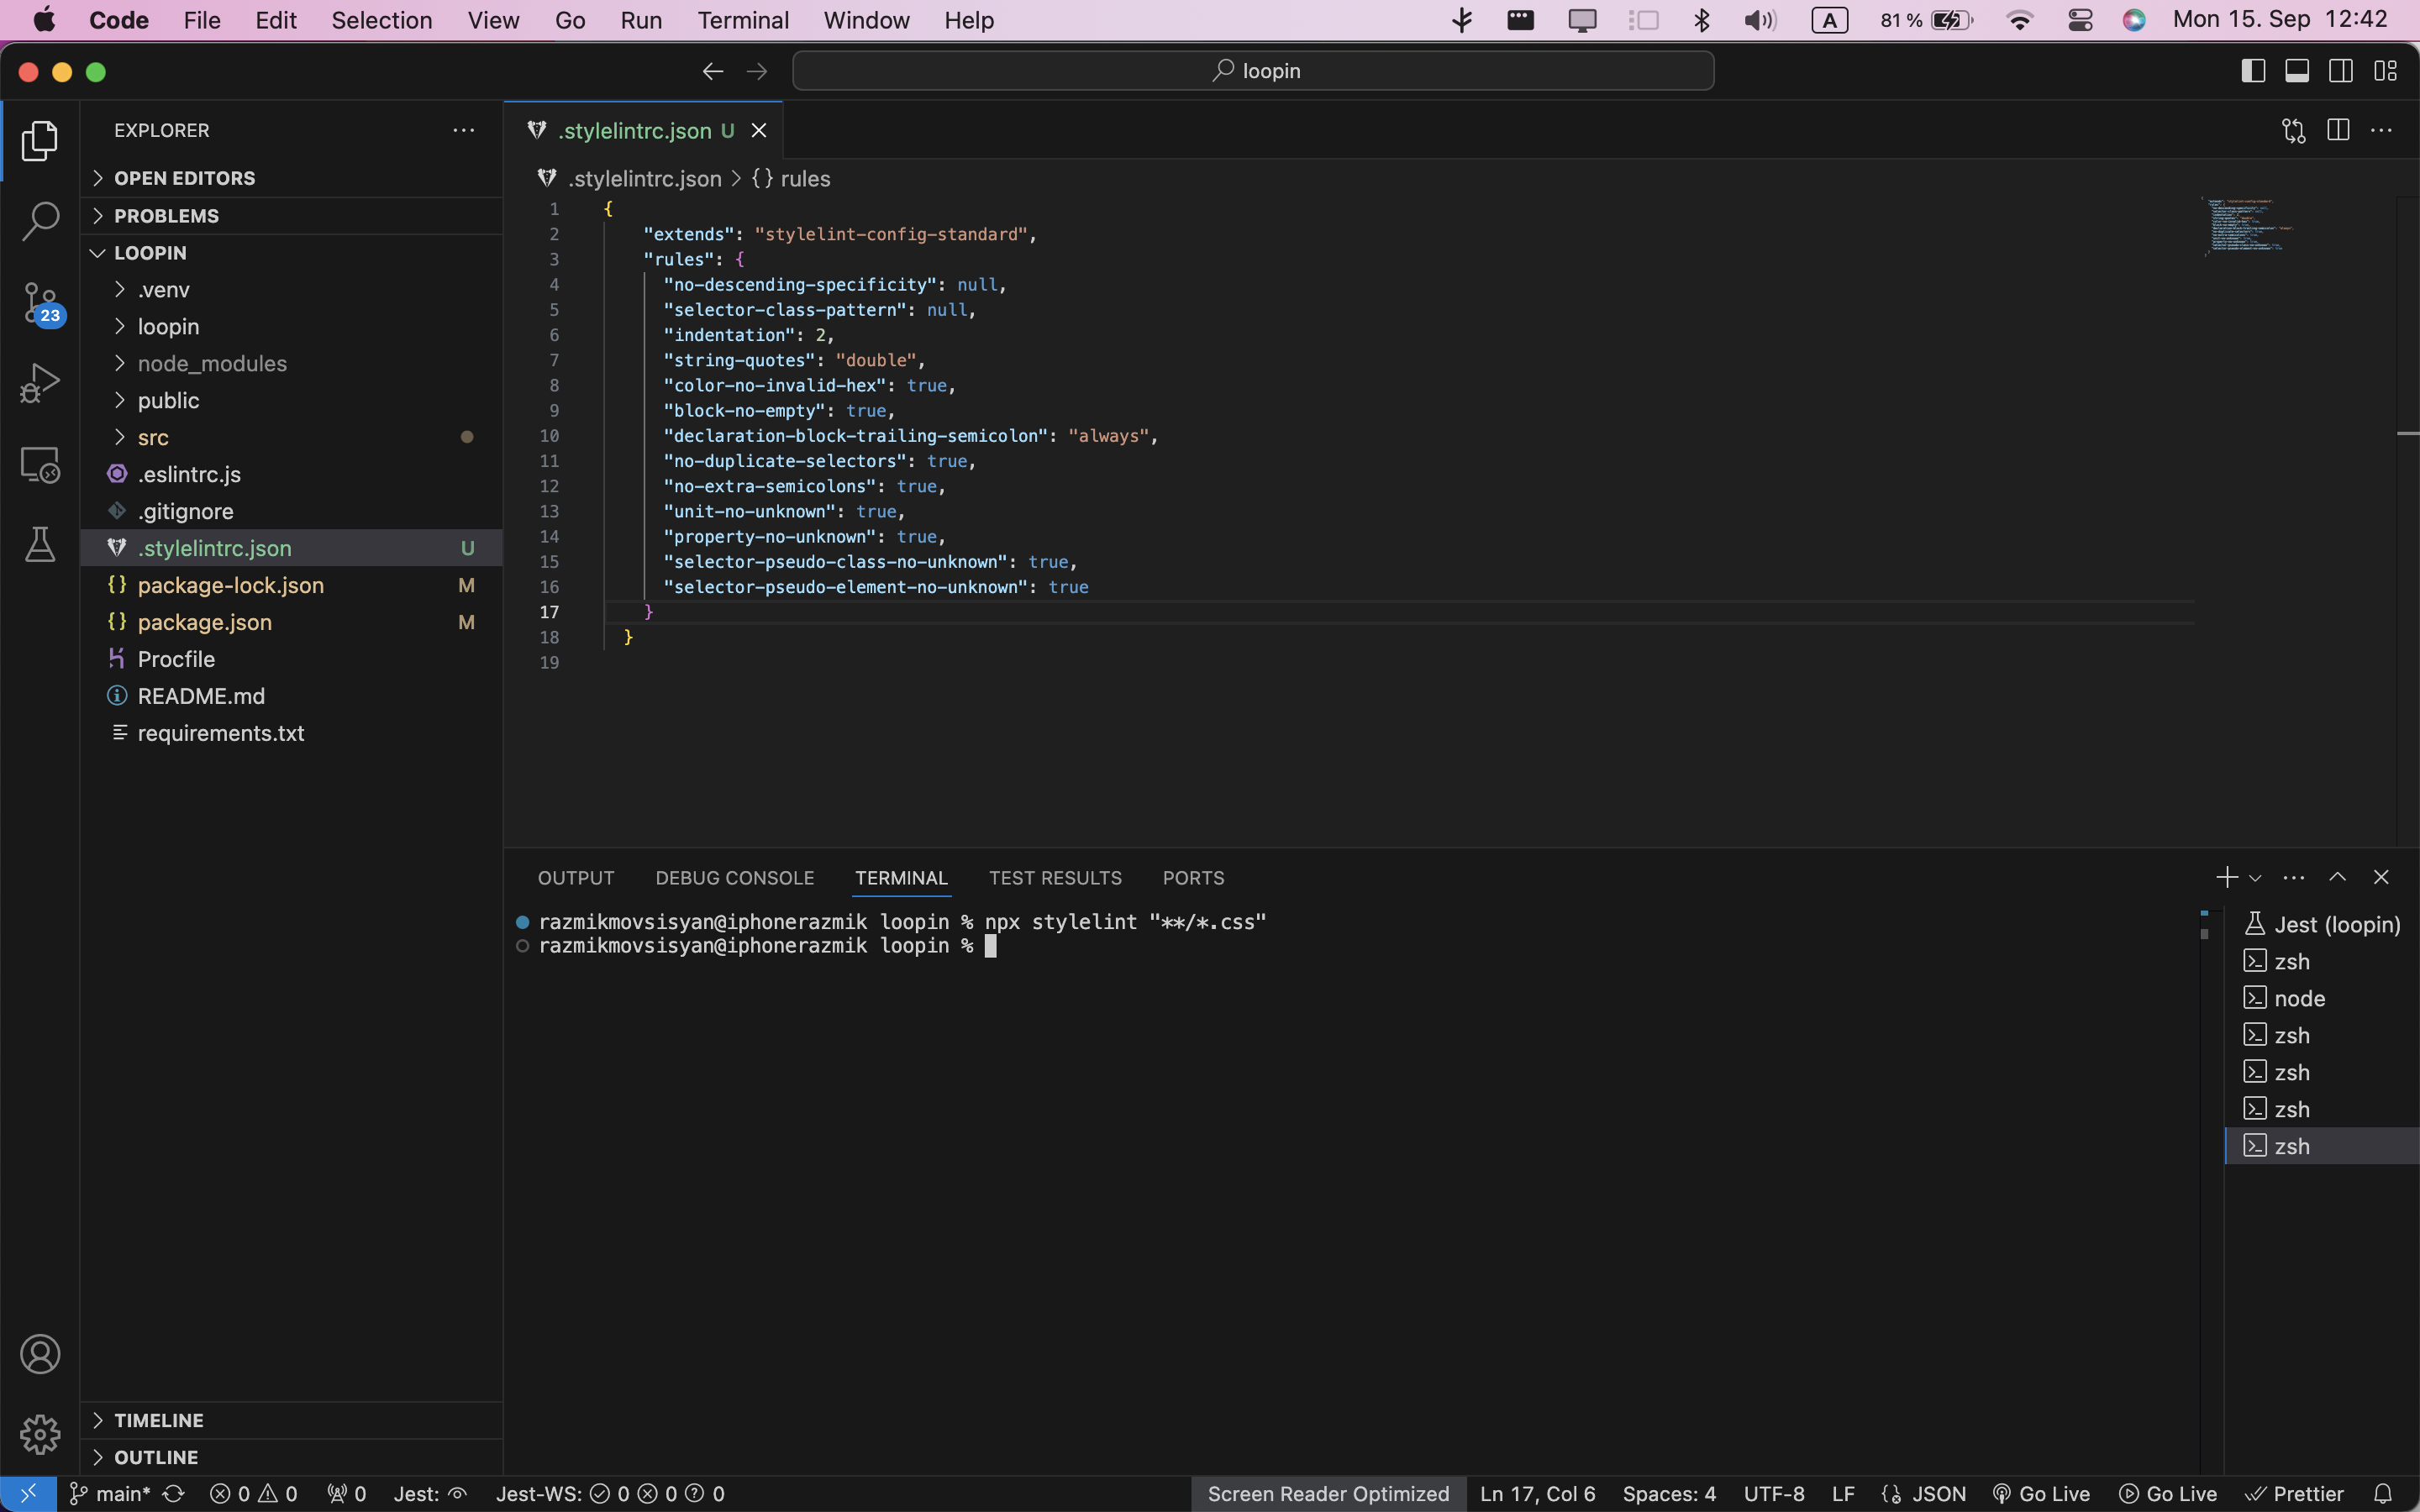 Code File Edit Selection View Go Run Terminal Window Help A 81 % Mon 15. Sep 12:42
loopin
EXPLORER
OPEN EDITORS
PROBLEMS
LOOPIN
.venv
loopin
node_modules
public
src
.eslintrc.js
.gitignore
.stylelintrc.json U
package-lock.json M
package.json M
Procfile
README.md
requirements.txt
TIMELINE
OUTLINE
23
.stylelintrc.json U
.stylelintrc.json > {} rules
1 {
2 "extends": "stylelint-config-standard",
3 "rules": {
4 "no-descending-specificity": null,
5 "selector-class-pattern": null,
6 "indentation": 2,
7 "string-quotes": "double",
8 "color-no-invalid-hex": true,
9 "block-no-empty": true,
10 "declaration-block-trailing-semicolon": "always",
11 "no-duplicate-selectors": true,
12 "no-extra-semicolons": true,
13 "unit-no-unknown": true,
14 "property-no-unknown": true,
15 "selector-pseudo-class-no-unknown": true,
16 "selector-pseudo-element-no-unknown": true
17 }
18 }
19
OUTPUT DEBUG CONSOLE TERMINAL TEST RESULTS PORTS
razmikmovsisyan@iphonerazmik loopin % npx stylelint "**/*.css"
razmikmovsisyan@iphonerazmik loopin %
Jest (loopin)
zsh
node
zsh
zsh
zsh
zsh
main* 0 0 0 Jest: Jest-WS: 0 0 0 Screen Reader Optimized Ln 17, Col 6 Spaces: 4 UTF-8 LF JSON Go Live Go Live Prettier